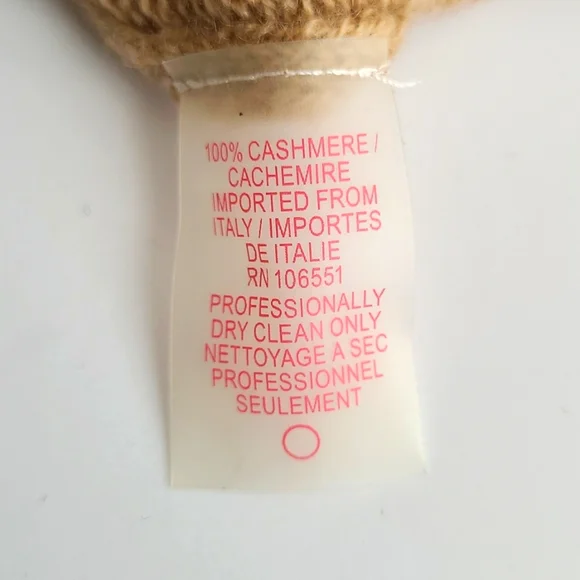 100% CASHMERE /
CACHEMIRE
IMPORTED FROM
ITALY / IMPORTES
DE ITALIE
RN 106551
PROFESSIONALLY
DRY CLEAN ONLY
NETTOYAGE A SEC
PROFESSIONNEL
SEULEMENT